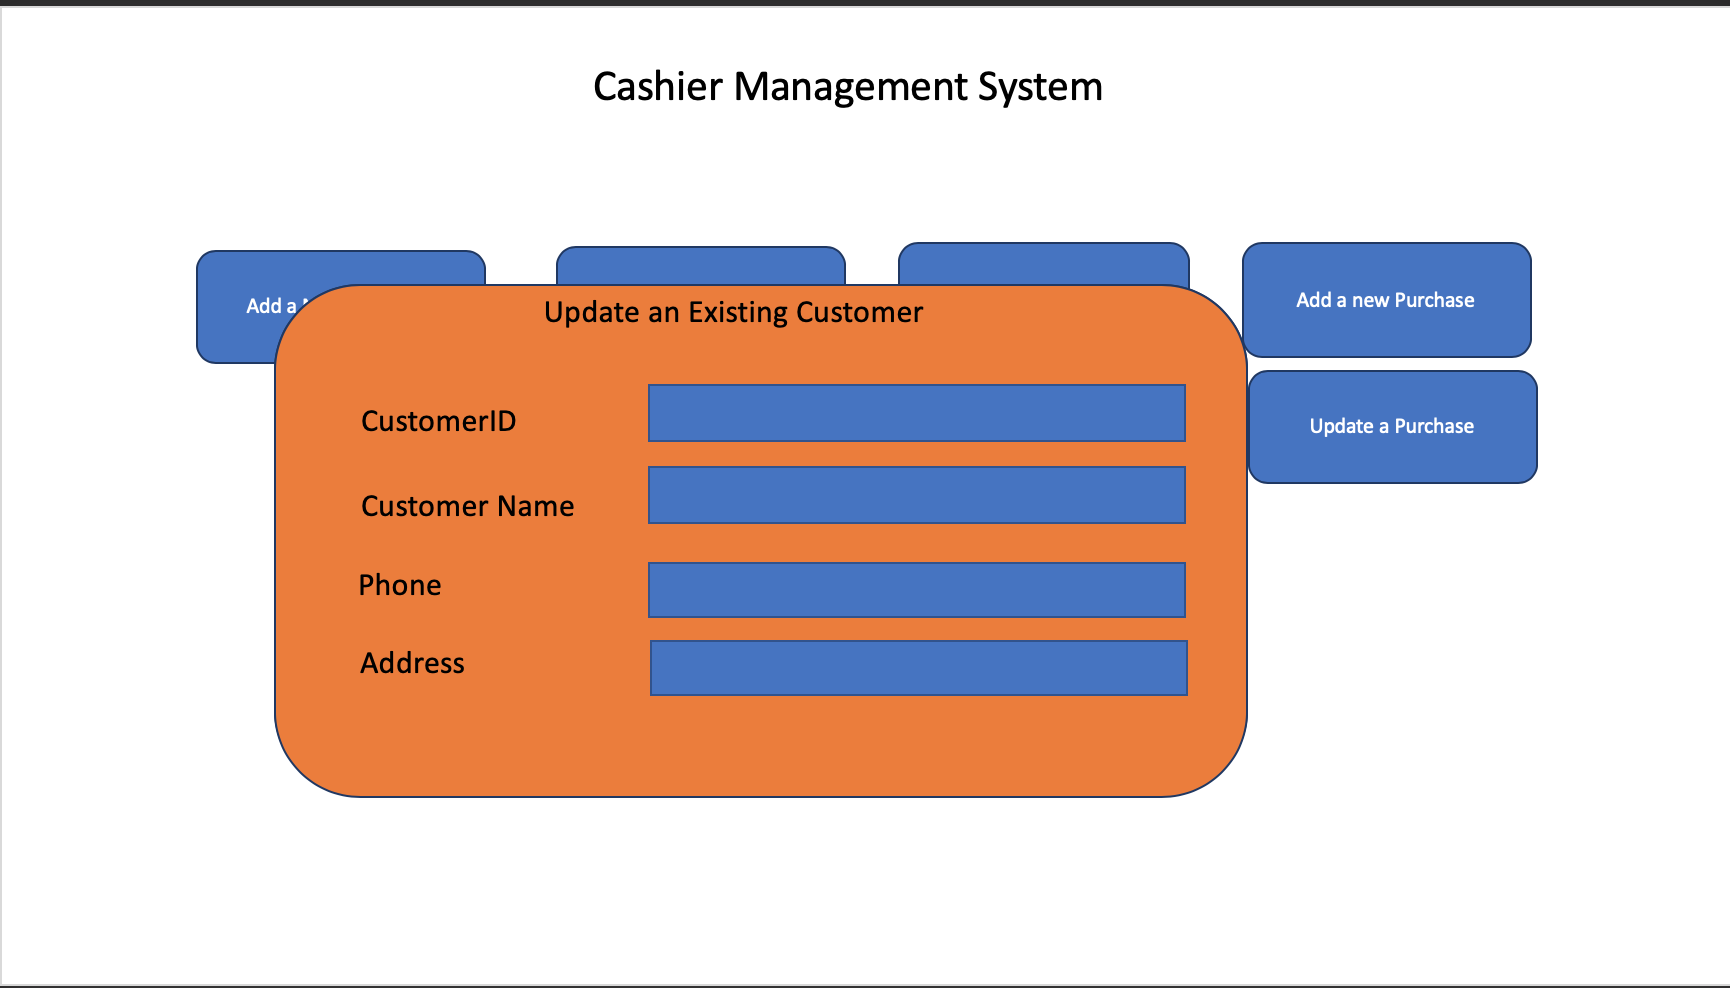 Cashier Management System
Add a
Add a new Purchase
Update an Existing Customer
Update a Purchase
CustomerID
Customer Name
Phone
Address